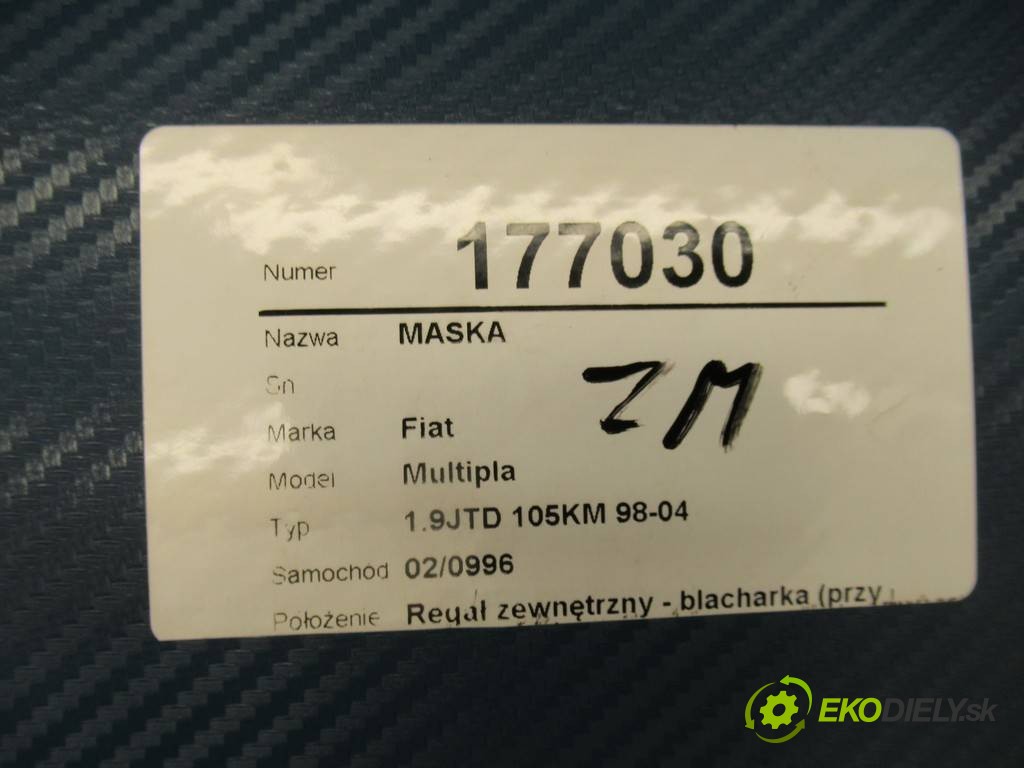 Numer 177030
Nazwa MASKA
Sn
ZM
Marka Fiat
Model Multipla
Typ 1.9JTD 105KM 98-04
Samochód 02/0996
Położenie Regał zewnętrzny - blacharka (przy
EKODIELY.sk